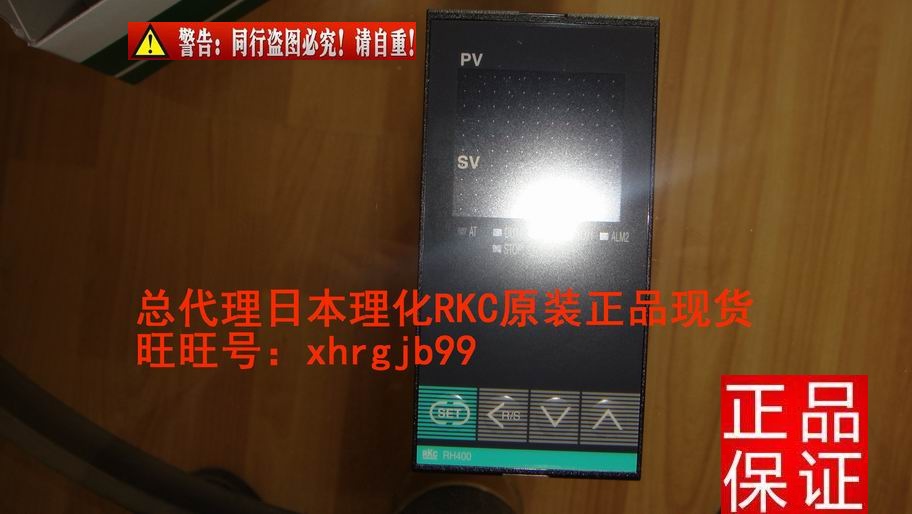 警告：同行盗图必究！请自重！
PV
SV
AT
ALM2
STOP
总代理日本理化RKC原装正品现货
旺旺号：xhrgjb99
SET
R/S
RKC RH400
正品
保证